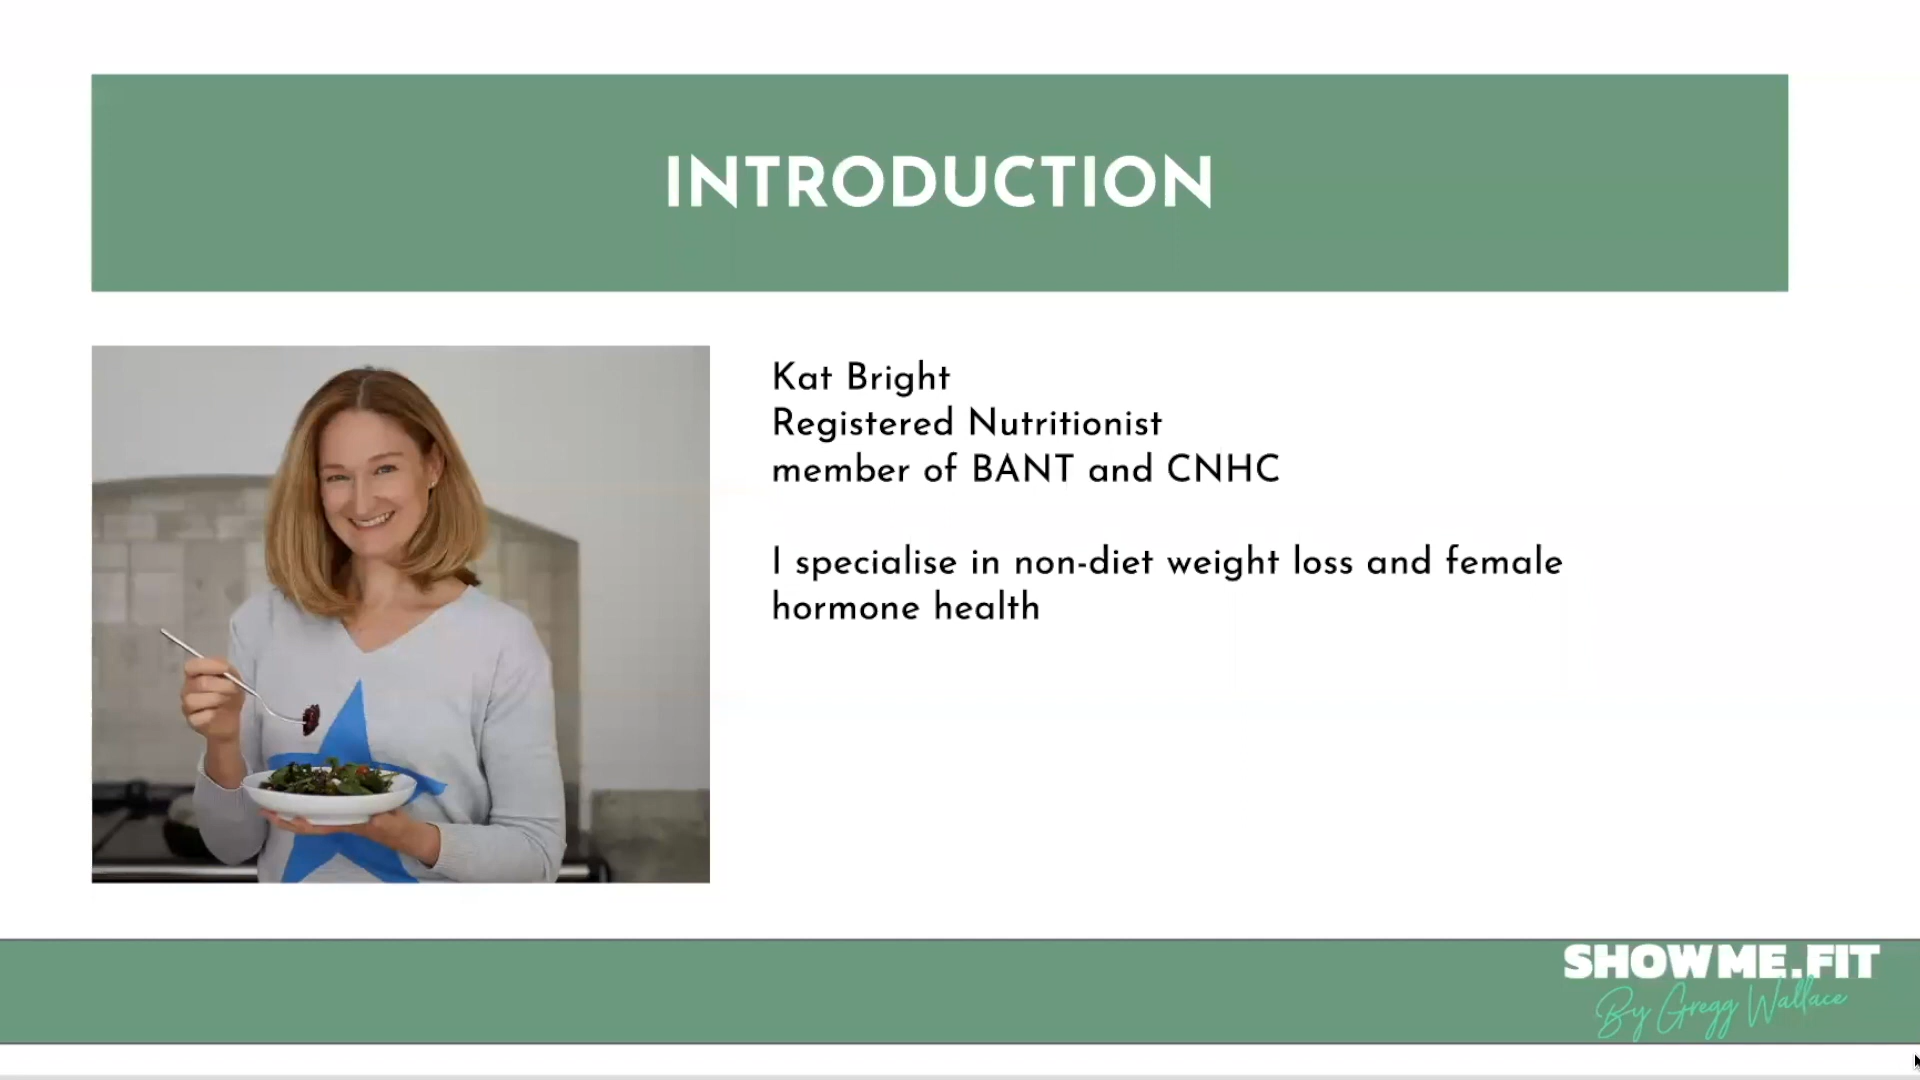 INTRODUCTION
Kat Bright
Registered Nutritionist
member of BANT and CNHC
I specialise in non-diet weight loss and female
hormone health
SHOWME.FIT
By Gregg Wallace